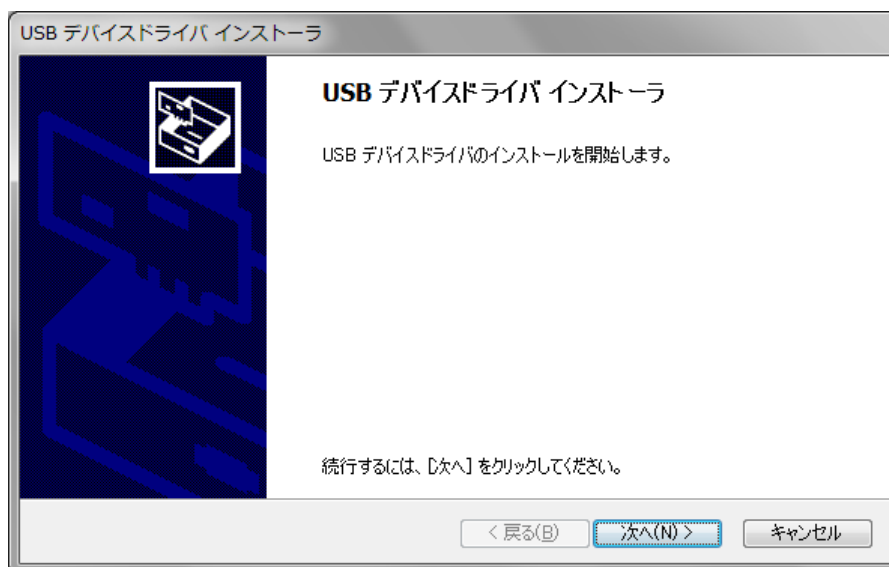 USB デバイスドライバ インストーラ
USB デバイスドライバ インストーラ
USB デバイスドライバのインストールを開始します。
続行するには、[次へ] をクリックしてください。
< 戻る(B)
次へ(N) >
キャンセル